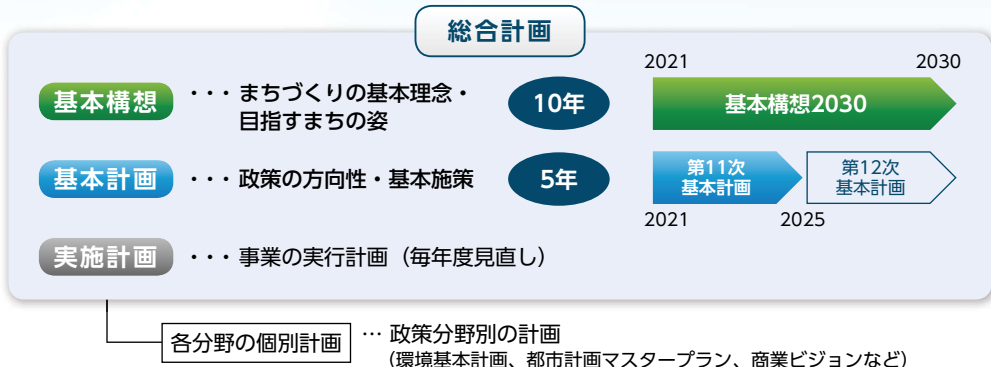 総合計画
基本構想 ・・・ まちづくりの基本理念・
目指すまちの姿
10年
2021 2030
基本構想2030
基本計画 ・・・ 政策の方向性・基本施策
5年
第11次
基本計画
第12次
基本計画
2021 2025
実施計画 ・・・ 事業の実行計画（毎年度見直し）
各分野の個別計画 … 政策分野別の計画
（環境基本計画、都市計画マスタープラン、商業ビジョンなど）